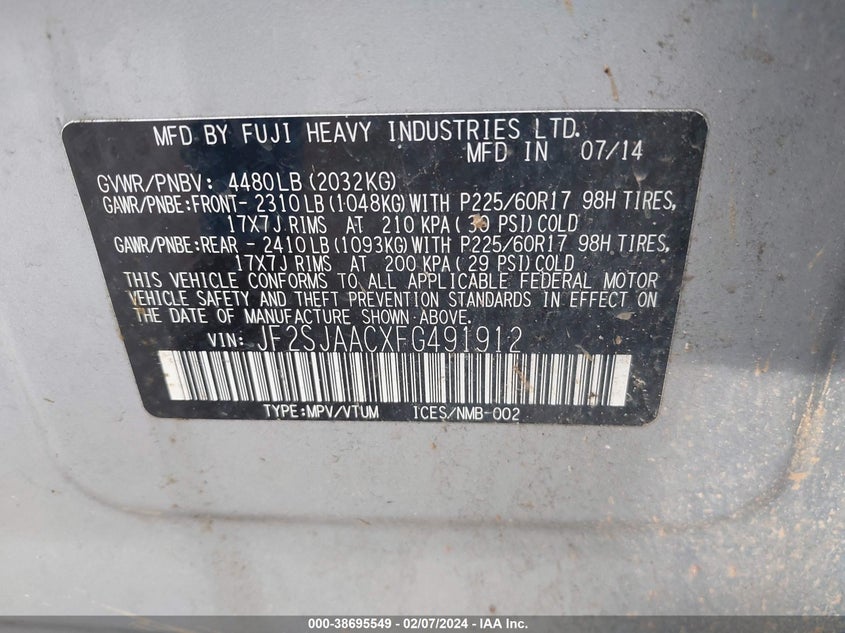 MFD BY FUJI HEAVY INDUSTRIES LTD.
MFD IN 07/14
GVWR/PNBV: 4480LB(2032KG)
GAWR/PNBE:FRONT- 2310LB(1048KG)WITH P225/60R17 98H TIRES,
17X7J RIMS AT 210 KPA( 30 PSI)COLD
GAWR/PNBE:REAR - 2410LB(1093KG)WITH P225/60R17 98H TIRES,
17X7J RIMS AT 200 KPA( 29 PSI)COLD
THIS VEHICLE CONFORMS TO ALL APPLICABLE FEDERAL MOTOR
VEHICLE SAFETY AND THEFT PREVENTION STANDARDS IN EFFECT ON
THE DATE OF MANUFACTURE SHOWN ABOVE.
VIN: JF2SJAACXFG491912
TYPE:MPV/VTUM ICES/NMB-002
000-38695549 - 02/07/2024 - IAA Inc.